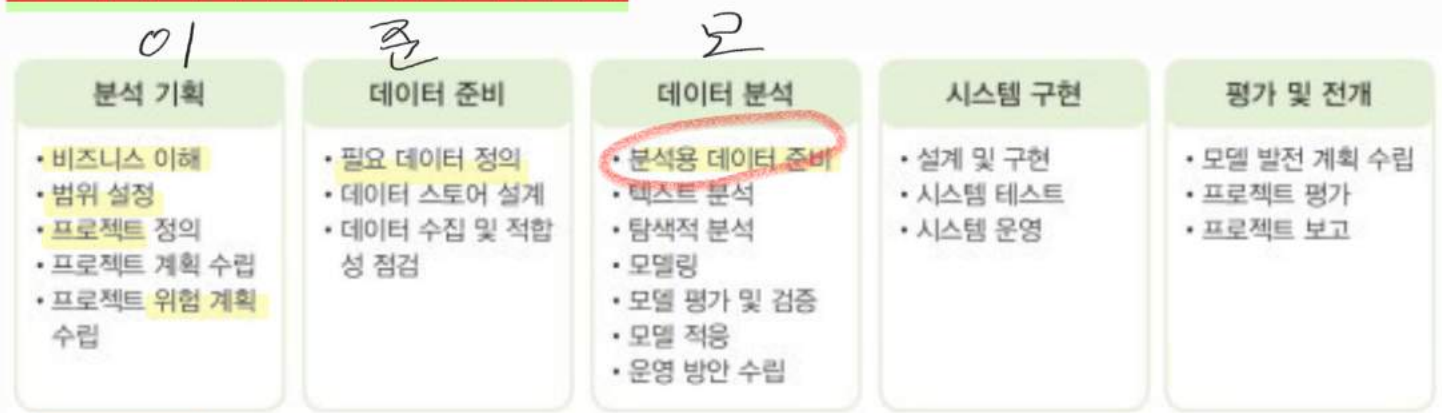 이 준 모
분석 기획
• 비즈니스 이해
• 범위 설정
• 프로젝트 정의
• 프로젝트 계획 수립
• 프로젝트 위험 계획
수립
데이터 준비
• 필요 데이터 정의
• 데이터 스토어 설계
• 데이터 수집 및 적합
성 점검
데이터 분석
• 분석용 데이터 준비
• 텍스트 분석
• 탐색적 분석
• 모델링
• 모델 평가 및 검증
• 모델 적응
• 운영 방안 수립
시스템 구현
• 설계 및 구현
• 시스템 테스트
• 시스템 운영
평가 및 전개
• 모델 발전 계획 수립
• 프로젝트 평가
• 프로젝트 보고